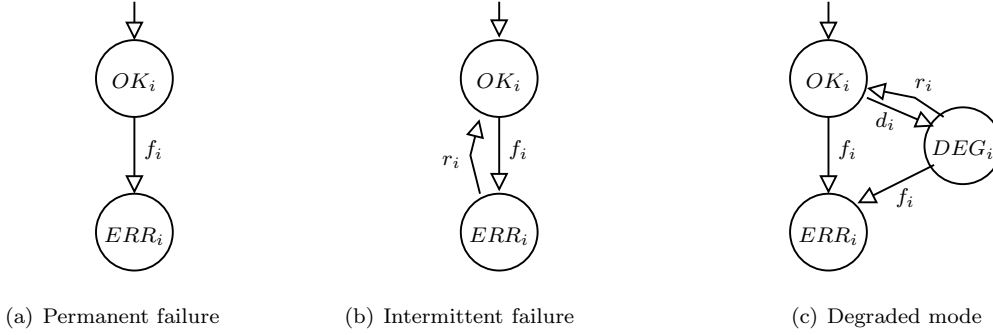 OK_i
OK_i
OK_i
r_i
d_i
DEG_i
f_i
r_i
f_i
f_i
f_i
ERR_i
ERR_i
ERR_i
(a) Permanent failure
(b) Intermittent failure
(c) Degraded mode